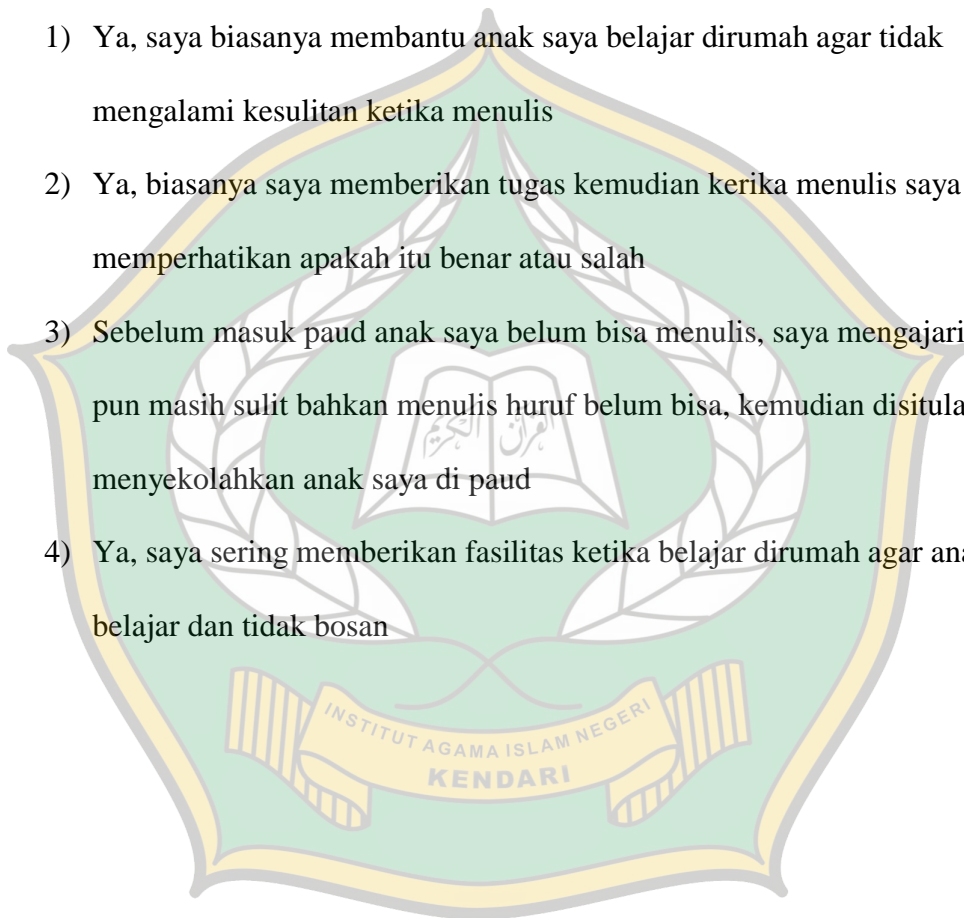 1) Ya, saya biasanya membantu anak saya belajar dirumah agar tidak
mengalami kesulitan ketika menulis
2) Ya, biasanya saya memberikan tugas kemudian kerika menulis saya
memperhatikan apakah itu benar atau salah
3) Sebelum masuk paud anak saya belum bisa menulis, saya mengajari
pun masih sulit bahkan menulis huruf belum bisa, kemudian
menyekolahkan anak saya di paud
4) Ya, saya sering memberikan fasilitas ketika belajar dirumah agar
belajar dan tidak bosan
القرآن الكريم
INSTITUT AGAMA ISLAM NEGERI
KENDARI